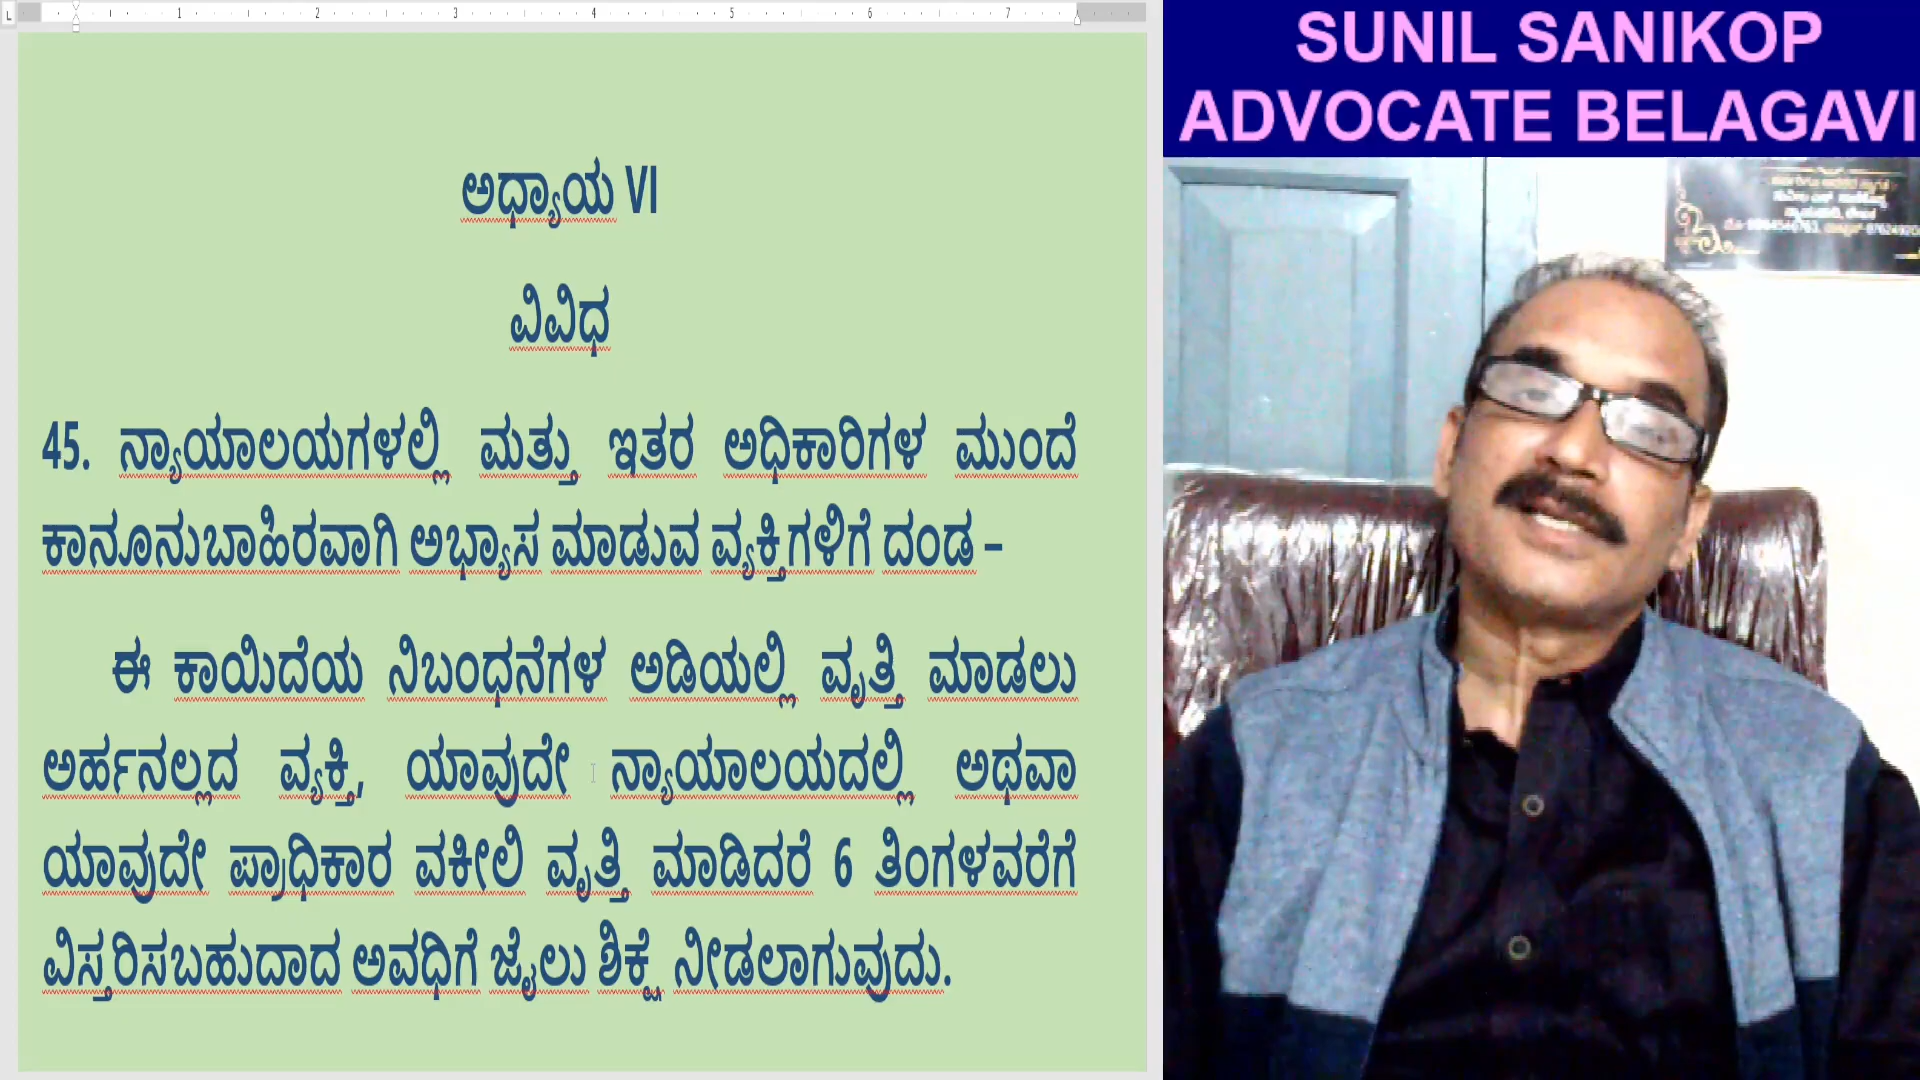 ಅಧ್ಯಾಯ VI
ವಿವಿಧ
45. ನ್ಯಾಯಾಲಯಗಳಲ್ಲಿ ಮತ್ತು ಇತರ ಅಧಿಕಾರಿಗಳ ಮುಂದೆ
ಕಾನೂನುಬಾಹಿರವಾಗಿ ಅಭ್ಯಾಸ ಮಾಡುವ ವ್ಯಕ್ತಿಗಳಿಗೆ ದಂಡ –
ಈ ಕಾಯಿದೆಯ ನಿಬಂಧನೆಗಳ ಅಡಿಯಲ್ಲಿ ವೃತ್ತಿ ಮಾಡಲು
ಅರ್ಹನಲ್ಲದ ವ್ಯಕ್ತಿ, ಯಾವುದೇ ನ್ಯಾಯಾಲಯದಲ್ಲಿ ಅಥವಾ
ಯಾವುದೇ ಪ್ರಾಧಿಕಾರ ವಕೀಲಿ ವೃತ್ತಿ ಮಾಡಿದರೆ 6 ತಿಂಗಳವರೆಗೆ
ವಿಸ್ತರಿಸಬಹುದಾದ ಅವಧಿಗೆ ಜೈಲು ಶಿಕ್ಷೆ ನೀಡಲಾಗುವುದು.
SUNIL SANIKOP
ADVOCATE BELAGAVI